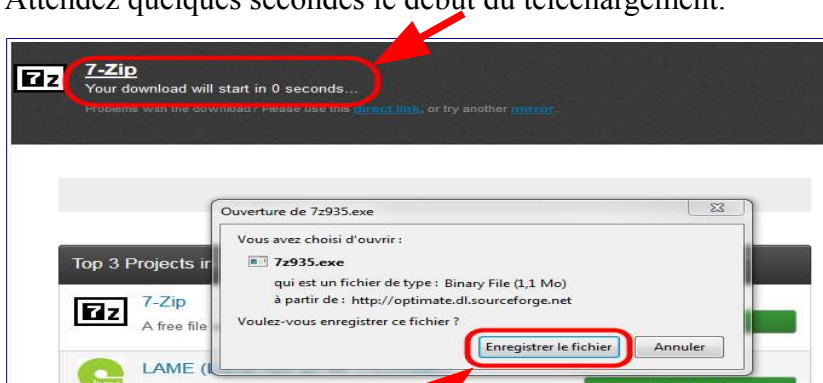 Attendez quelques secondes le début du téléchargement.
7z
7-Zip
Your download will start in 0 seconds...
Problems with the download? Please use this direct link, or try another mirror.
Ouverture de 7z935.exe
Vous avez choisi d'ouvrir :
7z935.exe
qui est un fichier de type : Binary File (1,1 Mo)
à partir de : http://optimate.dl.sourceforge.net
Voulez-vous enregistrer ce fichier ?
Enregistrer le fichier
Annuler
Top 3 Projects in
7z
7-Zip
A free file
LAME (